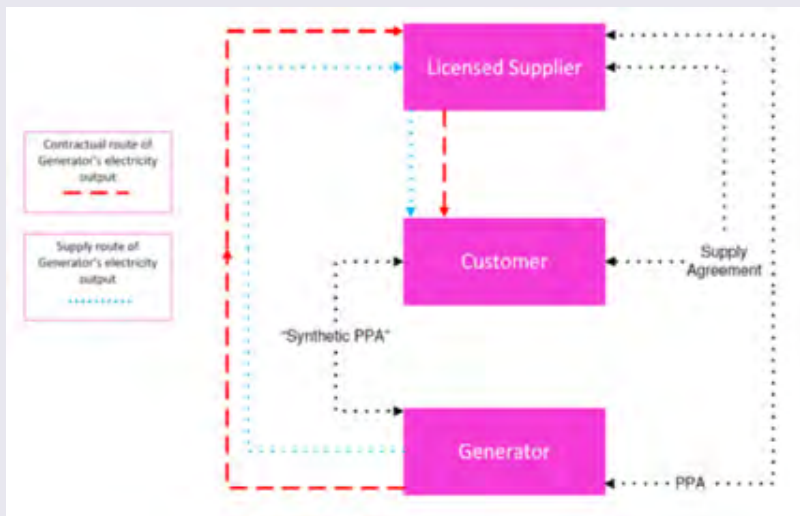 Licensed Supplier
Contractual route of
Generator's electricity
output
Supply route of
Generator's electricity
output
Customer
Supply
Agreement
"Synthetic PPA"
Generator
PPA